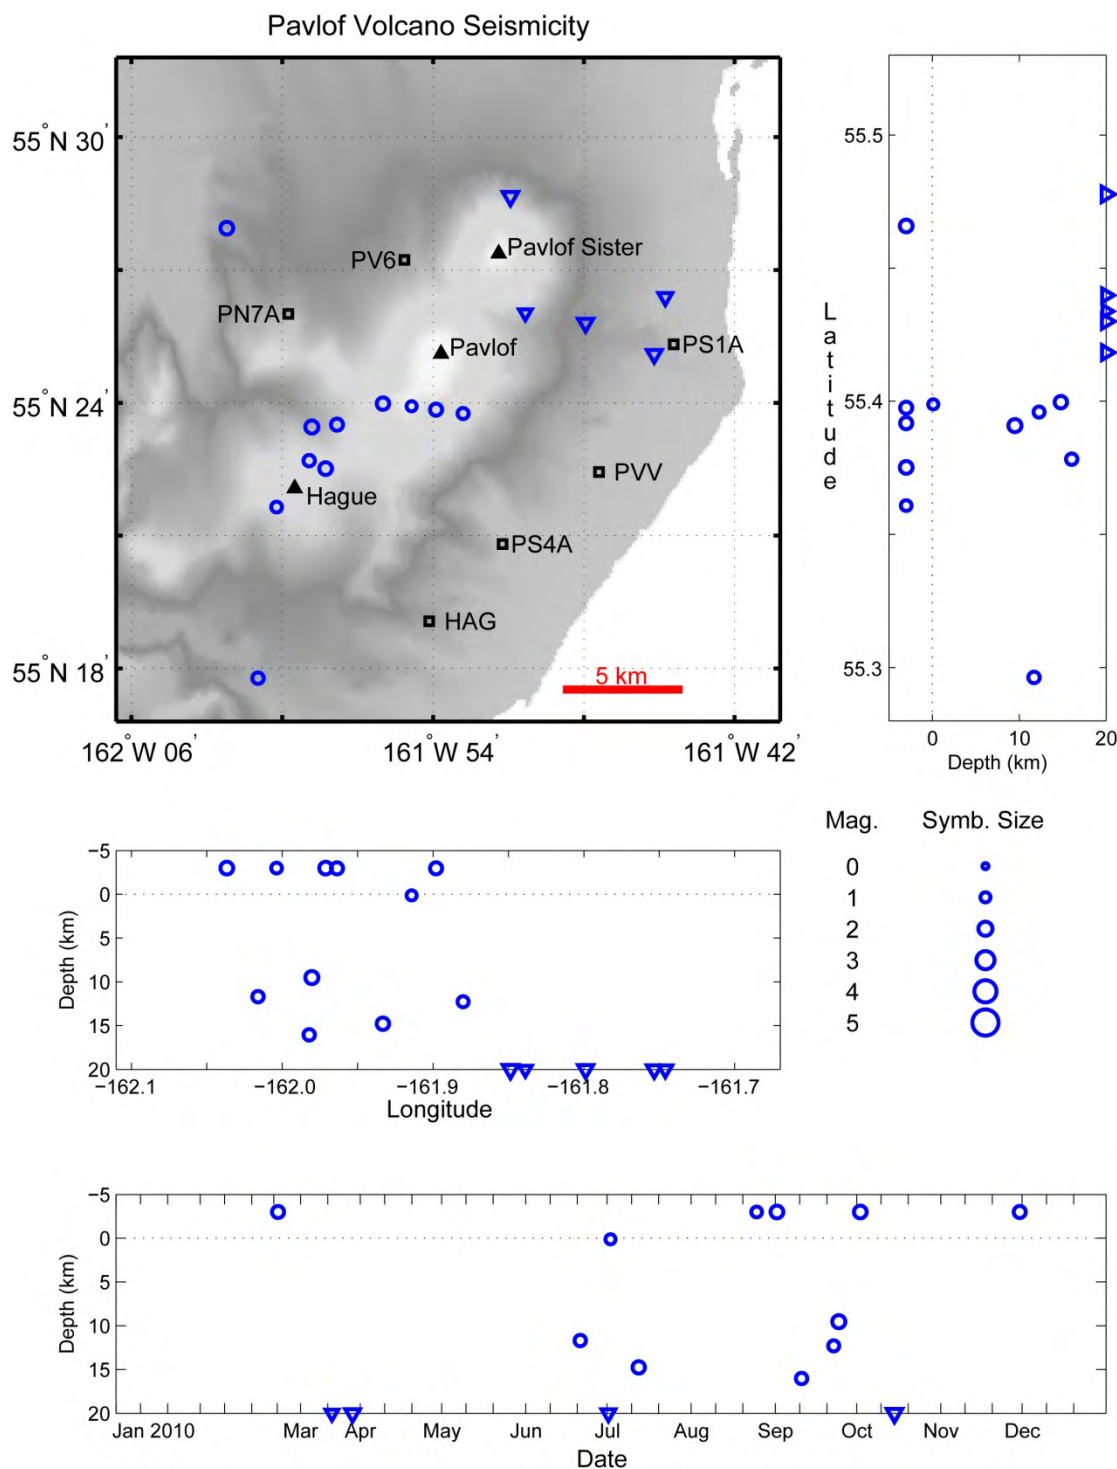 Pavlof Volcano Seismicity
55°N 30'
55°N 24'
55°N 18'
162°W 06'
161°W 54'
161°W 42'
Pavlof Sister
PV6
PN7A
Pavlof
PS1A
PVV
Hague
PS4A
HAG
5 km
55.5
55.4
55.3
Latitude
0 10 20
Depth (km)
Mag. Symb. Size
0
1
2
3
4
5
−5
0
5
10
15
20
Depth (km)
−162.1 −162.0 −161.9 −161.8 −161.7
Longitude
−5
0
5
10
15
20
Depth (km)
Jan 2010 Mar Apr May Jun Jul Aug Sep Oct Nov Dec
Date